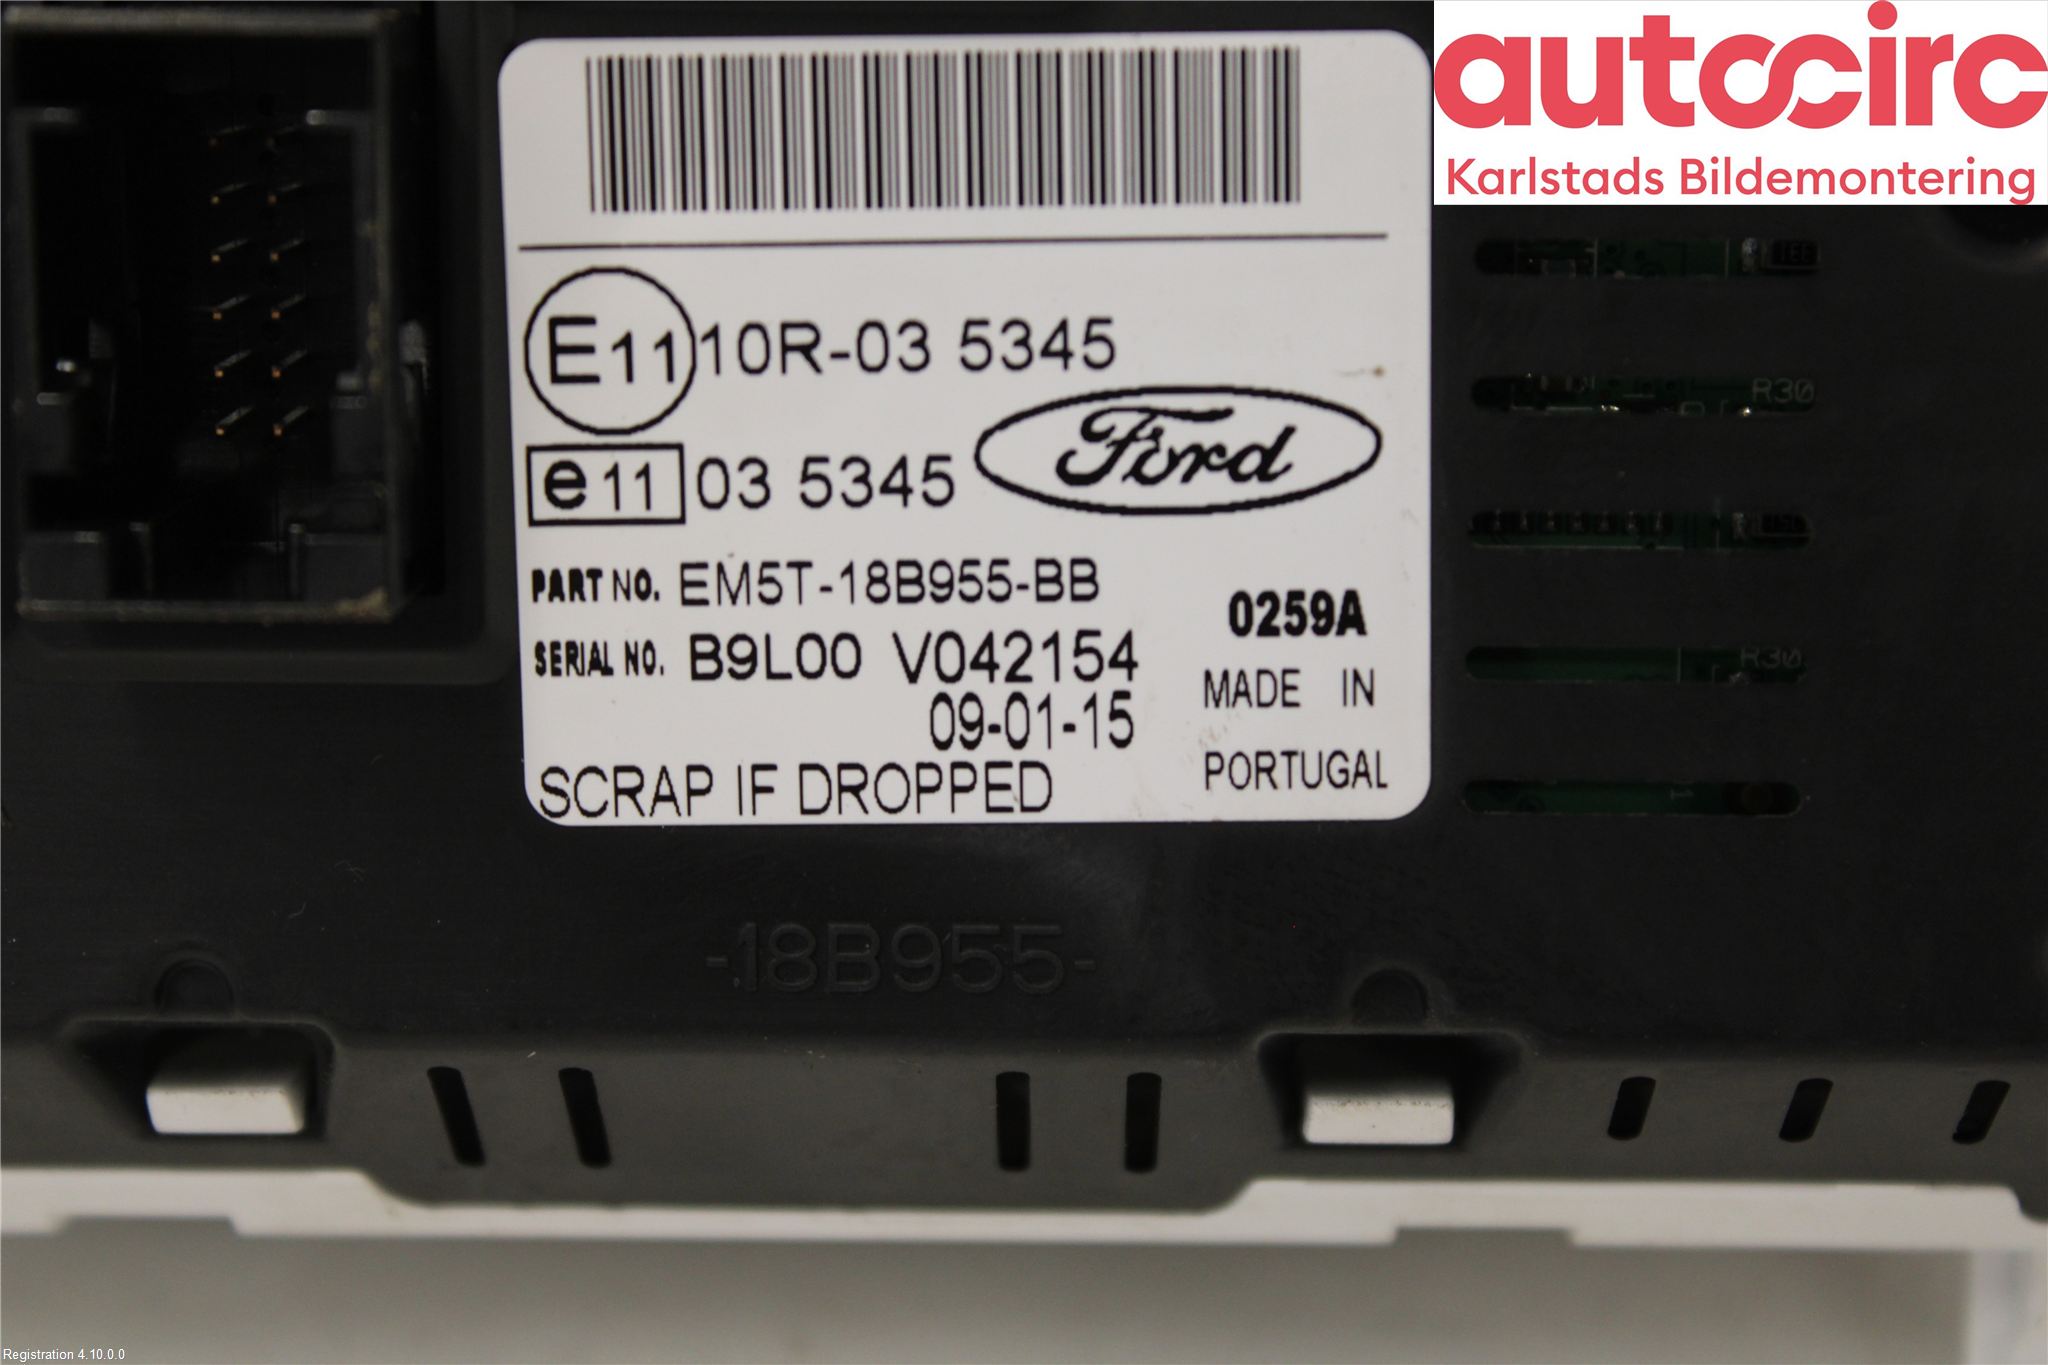 autocirc
Karlstads Bildemontering
E11 10R-03 5345
Ford
e11 03 5345
PART NO. EM5T-18B955-BB
0259A
SERIAL NO. B9L00 V042154
MADE IN
09-01-15
PORTUGAL
SCRAP IF DROPPED
-18B955-
R30
R30
Registration 4.10.0.0